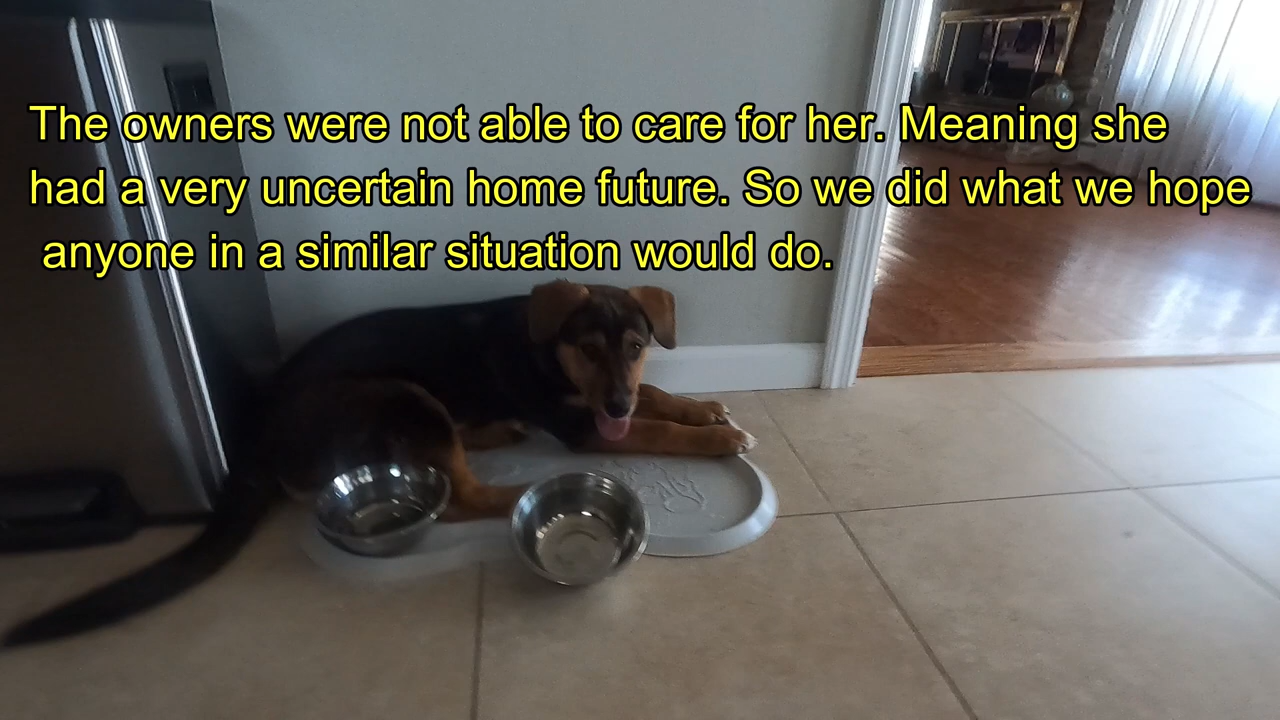 The owners were not able to care for her. Meaning she
had a very uncertain home future. So we did what we hope
anyone in a similar situation would do.